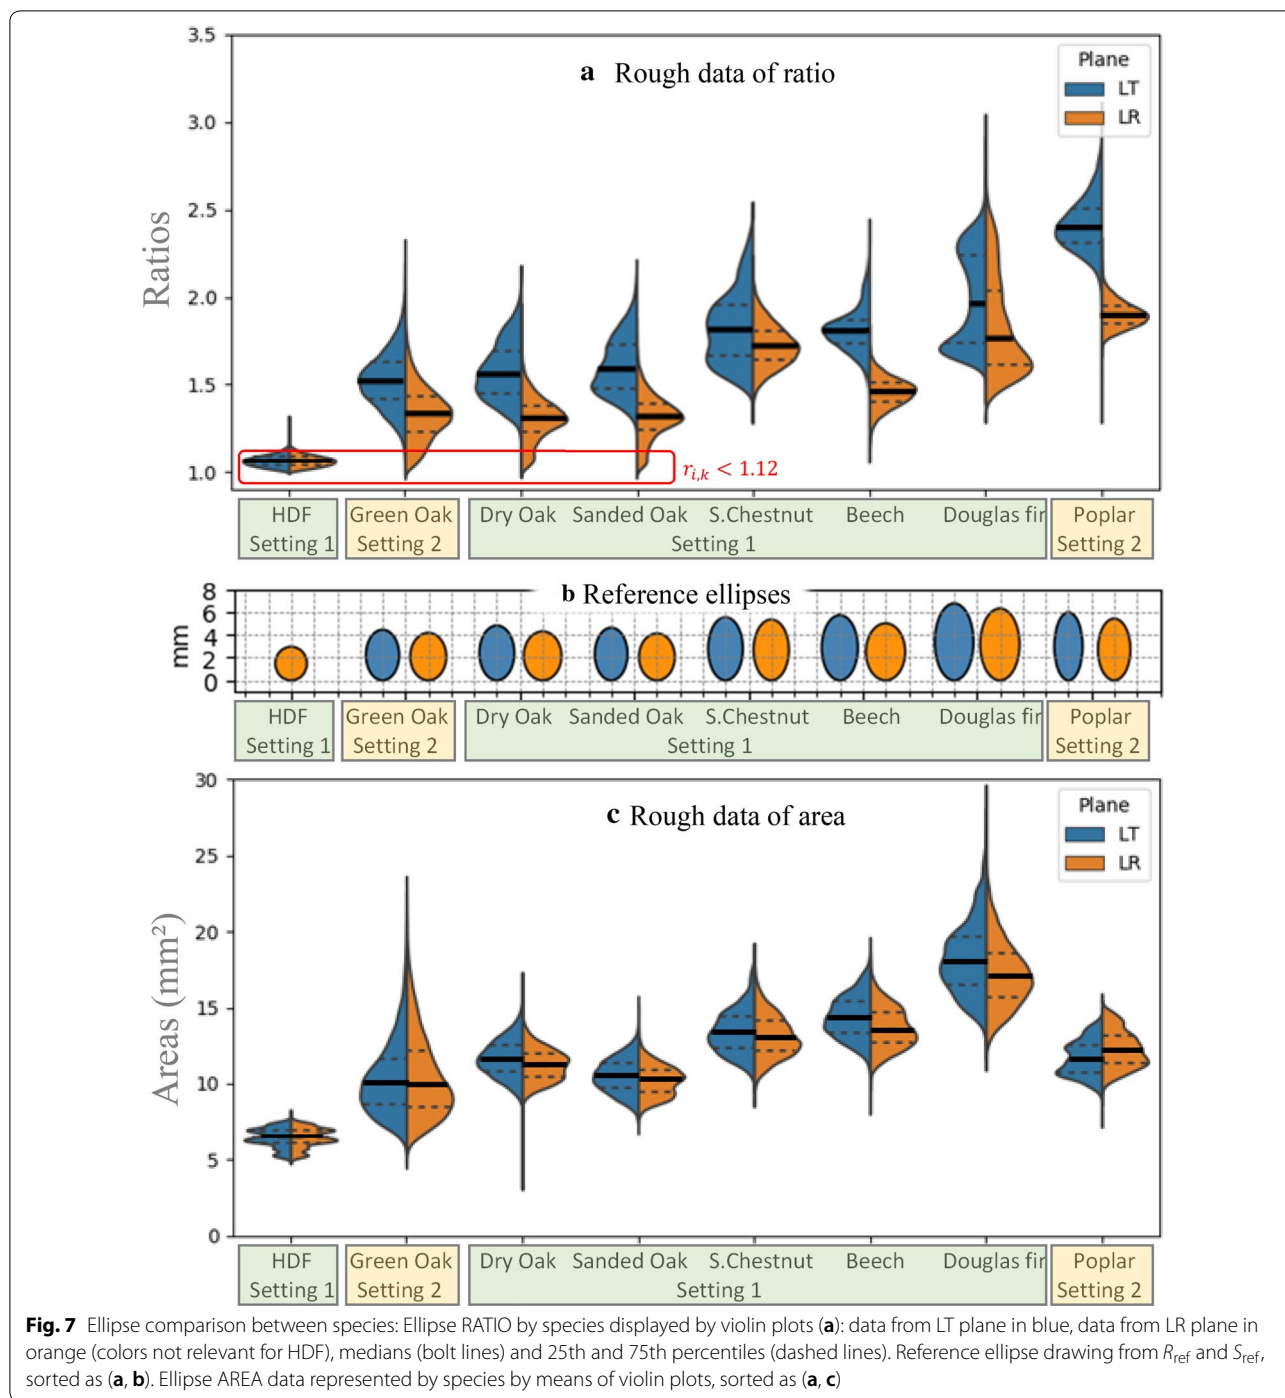 a Rough data of ratio
Plane
LT
LR
3.5
3.0
2.5
2.0
1.5
1.0
Ratios
r_{i,k} < 1.12
HDF Green Oak Dry Oak Sanded Oak S.Chestnut Beech Douglas fir Poplar
Setting 1 Setting 2 Setting 1 Setting 2
b Reference ellipses
8
6
4
2
0
mm
HDF Green Oak Dry Oak Sanded Oak S.Chestnut Beech Douglas fir Poplar
Setting 1 Setting 2 Setting 1 Setting 2
c Rough data of area
Plane
LT
LR
30
25
20
15
10
5
0
Areas (mm²)
HDF Green Oak Dry Oak Sanded Oak S.Chestnut Beech Douglas fir Poplar
Setting 1 Setting 2 Setting 1 Setting 2
Fig. 7 Ellipse comparison between species: Ellipse RATIO by species displayed by violin plots (a): data from LT plane in blue, data from LR plane in
orange (colors not relevant for HDF), medians (bolt lines) and 25th and 75th percentiles (dashed lines). Reference ellipse drawing from R_ref and S_ref,
sorted as (a, b). Ellipse AREA data represented by species by means of violin plots, sorted as (a, c)